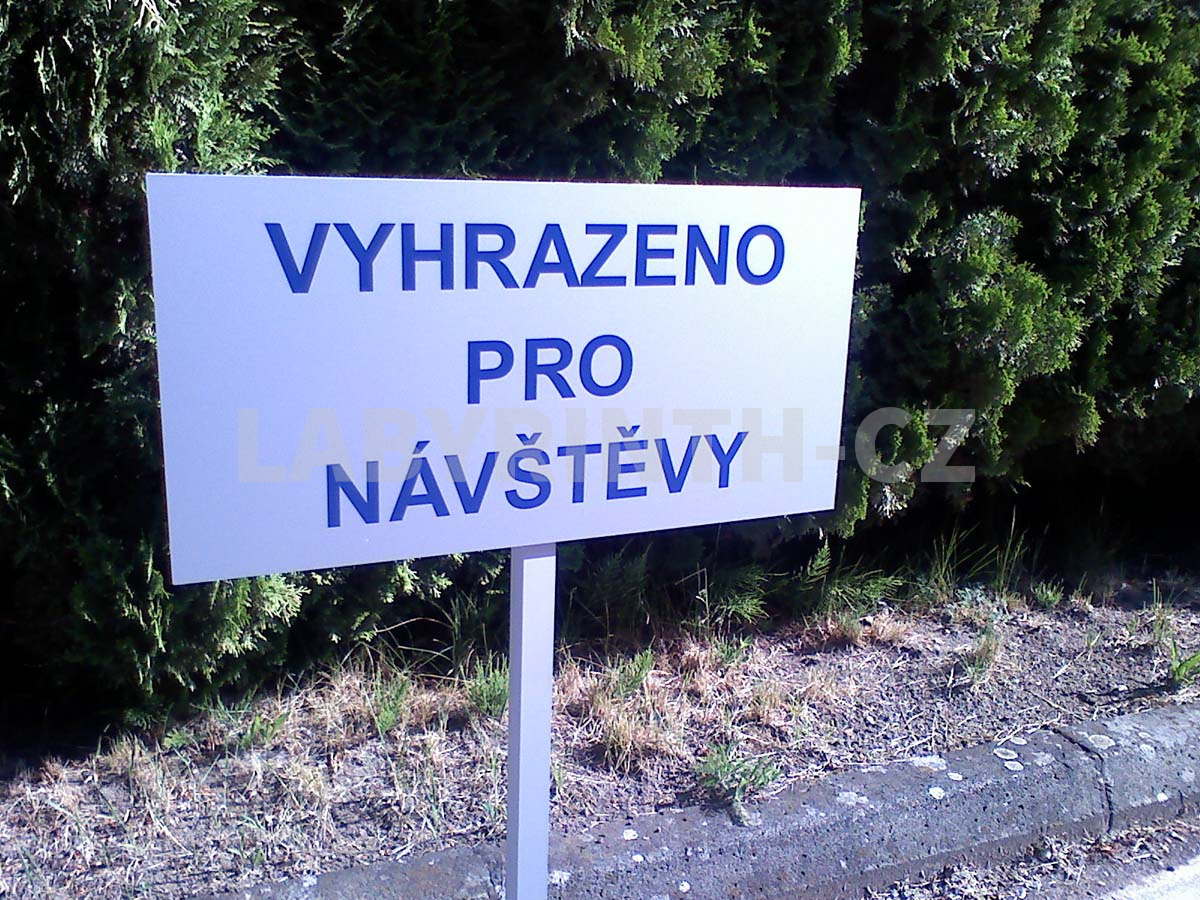 VYHRAZENO
PRO
LABYRINTH-CZ
NÁVŠTĚVY